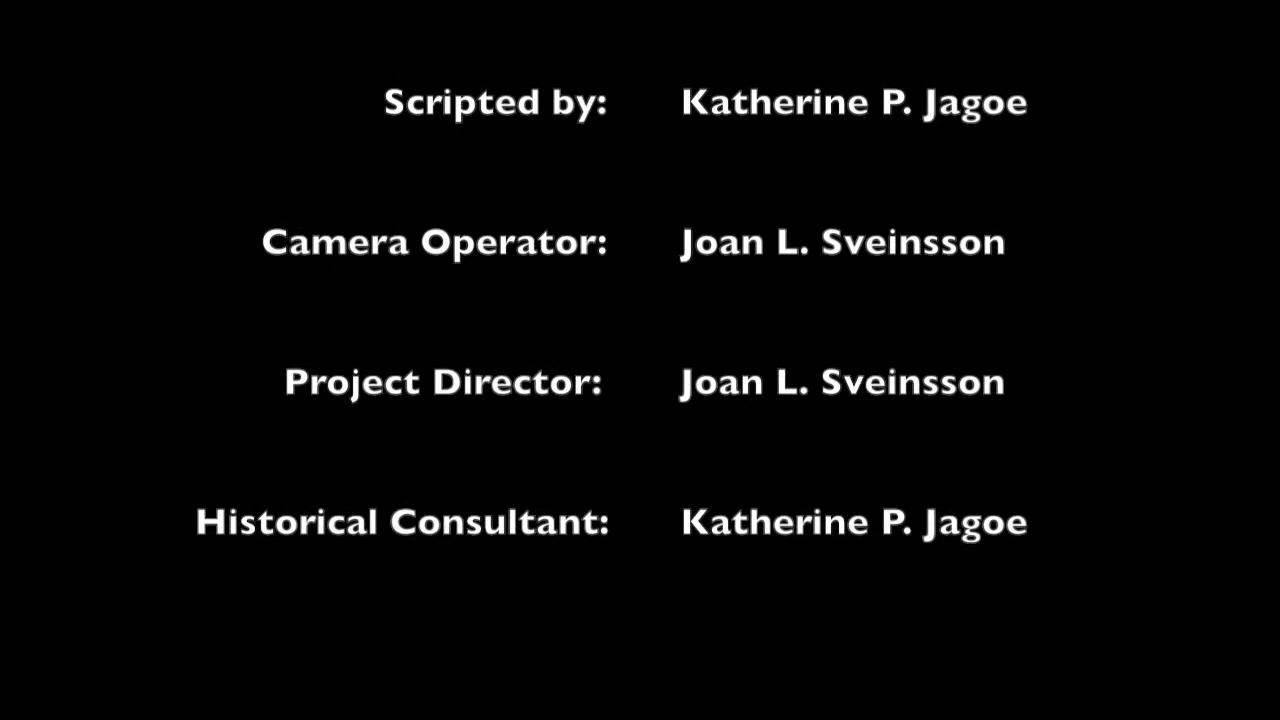 Scripted by: Katherine P. Jagoe
Camera Operator: Joan L. Sveinsson
Project Director: Joan L. Sveinsson
Historical Consultant: Katherine P. Jagoe